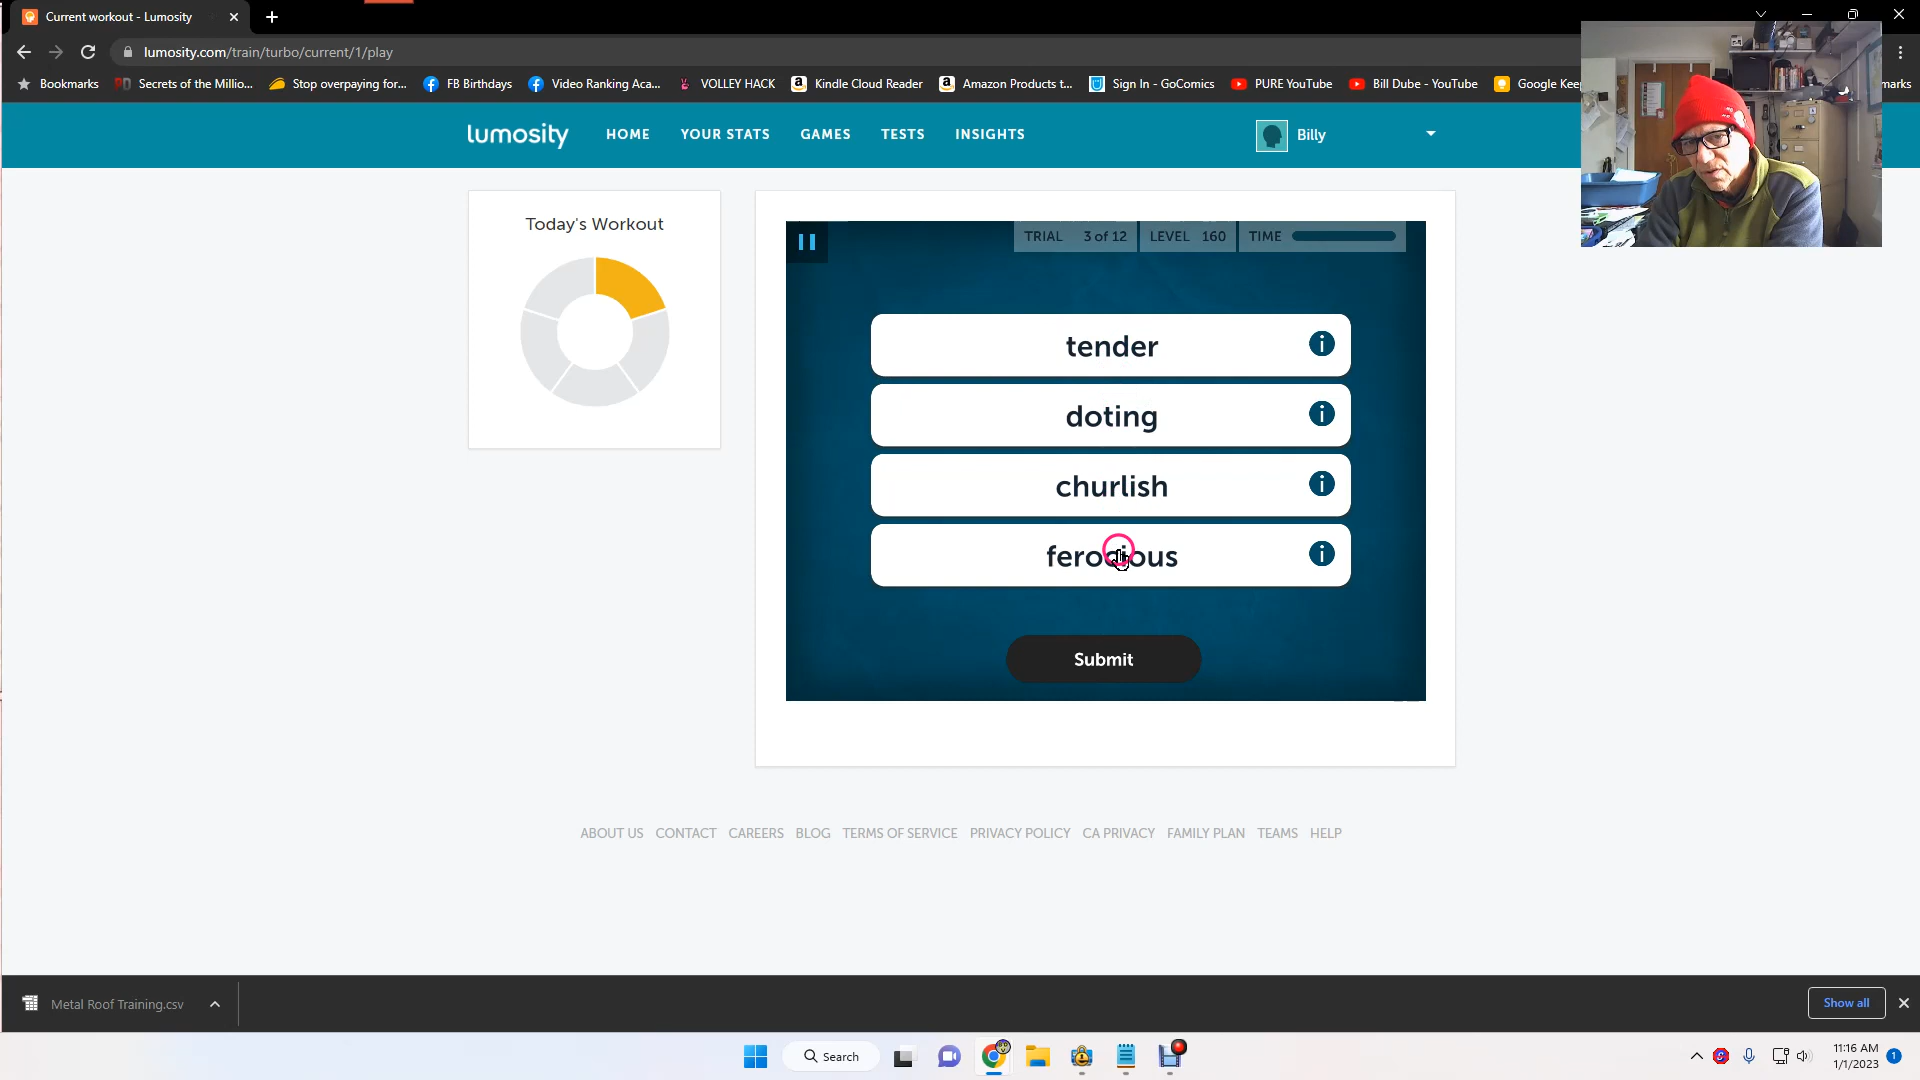 Current workout - Lumosity
lumosity.com/train/turbo/current/1/play
Bookmarks
Secrets of the Millio...
Stop overpaying for...
FB Birthdays
Video Ranking Aca...
VOLLEY HACK
Kindle Cloud Reader
Amazon Products t...
Sign In - GoComics
PURE YouTube
Bill Dube - YouTube
Google Kee
marks
lumosity
HOME
YOUR STATS
GAMES
TESTS
INSIGHTS
Billy
Today's Workout
TRIAL 3 of 12
LEVEL 160
TIME
tender
doting
churlish
ferocious
Submit
ABOUT US
CONTACT
CAREERS
BLOG
TERMS OF SERVICE
PRIVACY POLICY
CA PRIVACY
FAMILY PLAN
TEAMS
HELP
Metal Roof Training.csv
Show all
Search
11:16 AM
1/1/2023
1